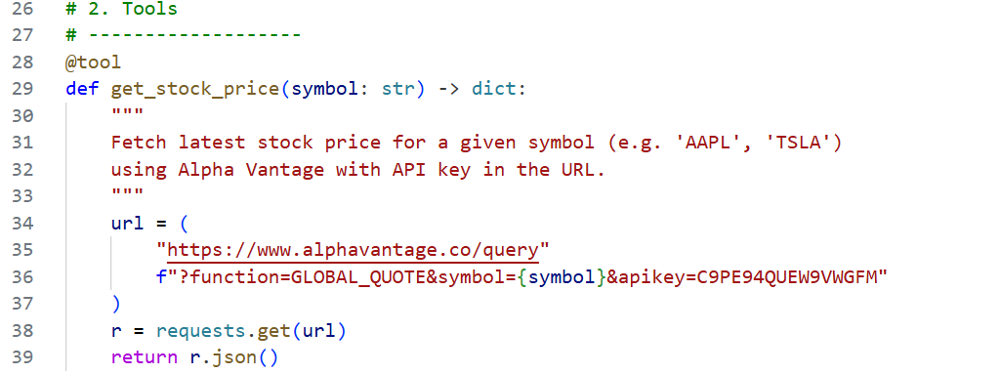 26 # 2. Tools
27 # -------------------
28 @tool
29 def get_stock_price(symbol: str) -> dict:
30 """
31 Fetch latest stock price for a given symbol (e.g. 'AAPL', 'TSLA')
32 using Alpha Vantage with API key in the URL.
33 """
34 url = (
35 "https://www.alphavantage.co/query"
36 f"?function=GLOBAL_QUOTE&symbol={symbol}&apikey=C9PE94QUEW9VWGFM"
37 )
38 r = requests.get(url)
39 return r.json()